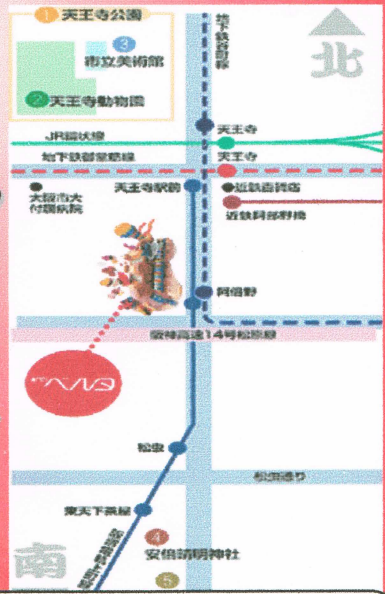 1 天王寺公園
3
市立美術館
2 天王寺動物園
地下鉄谷町線
北
JR環状線
天王寺
地下鉄御堂筋線
天王寺
大阪市大
付属病院
天王寺駅前
近鉄百貨店
近鉄阿部野橋
阿倍野
阪神高速14号松原線
松虫
松虫通り
東天下茶屋
4
安倍晴明神社
南
5